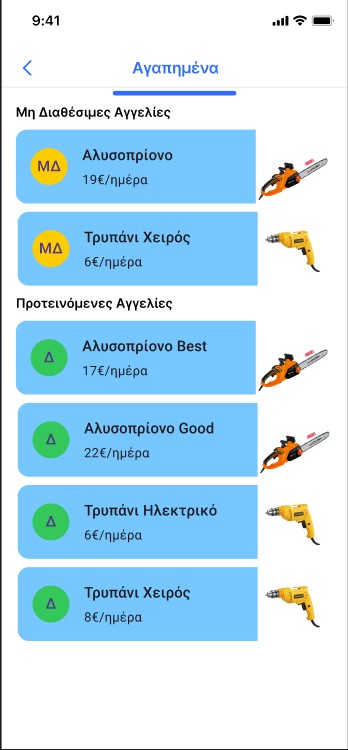 9:41
Αγαπημένα
Μη Διαθέσιμες Αγγελίες
ΜΔ
Αλυσοπρίονο
19€/ημέρα
ΜΔ
Τρυπάνι Χειρός
6€/ημέρα
Προτεινόμενες Αγγελίες
Δ
Αλυσοπρίονο Best
17€/ημέρα
Δ
Αλυσοπρίονο Good
22€/ημέρα
Δ
Τρυπάνι Ηλεκτρικό
6€/ημέρα
Δ
Τρυπάνι Χειρός
8€/ημέρα